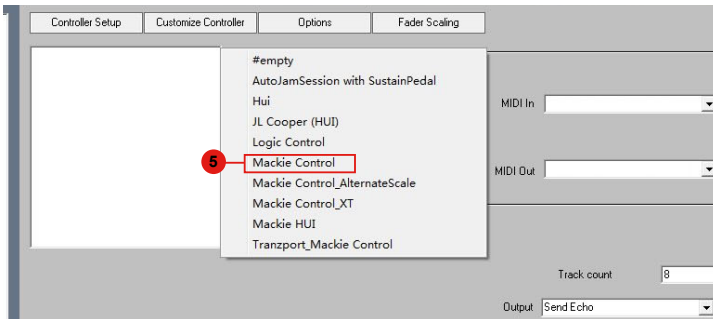 Controller Setup Customize Controller Options Fader Scaling
#empty
AutoJamSession with SustainPedal
Hui
JL Cooper (HUI)
Logic Control
5 Mackie Control
Mackie Control_AlternateScale
Mackie Control_XT
Mackie HUI
Tranzport_Mackie Control
MIDI In
MIDI Out
Track count 8
Output Send Echo